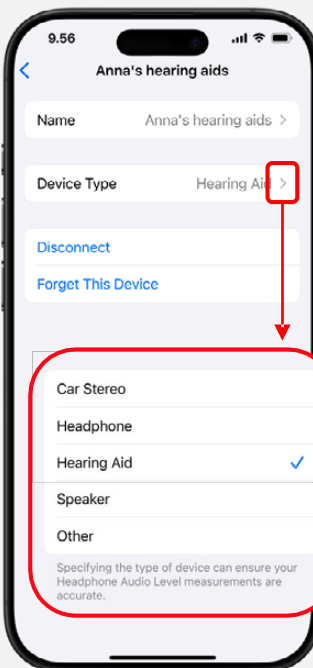 9.56
Anna's hearing aids
Name Anna's hearing aids
Device Type Hearing Aid
Disconnect
Forget This Device
Car Stereo
Headphone
Hearing Aid
Speaker
Other
Specifying the type of device can ensure your
Headphone Audio Level measurements are
accurate.